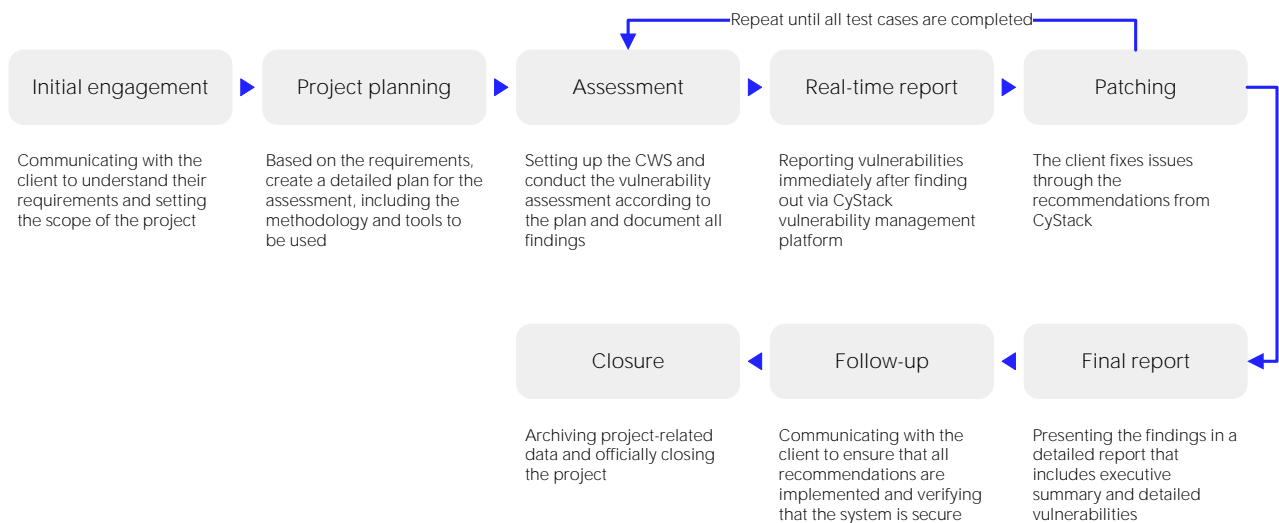 Repeat until all test cases are completed
Initial engagement
Project planning
Assessment
Real-time report
Patching
Communicating with the
client to understand their
requirements and setting
the scope of the project
Based on the requirements,
create a detailed plan for the
assessment, including the
methodology and tools to
be used
Setting up the CWS and
conduct the vulnerability
assessment according to
the plan and document all
findings
Reporting vulnerabilities
immediately after finding
out via CyStack
vulnerability management
platform
The client fixes issues
through the
recommendations from
CyStack
Closure
Follow-up
Final report
Archiving project-related
data and officially closing
the project
Communicating with the
client to ensure that all
recommendations are
implemented and verifying
that the system is secure
Presenting the findings in a
detailed report that
includes executive
summary and detailed
vulnerabilities